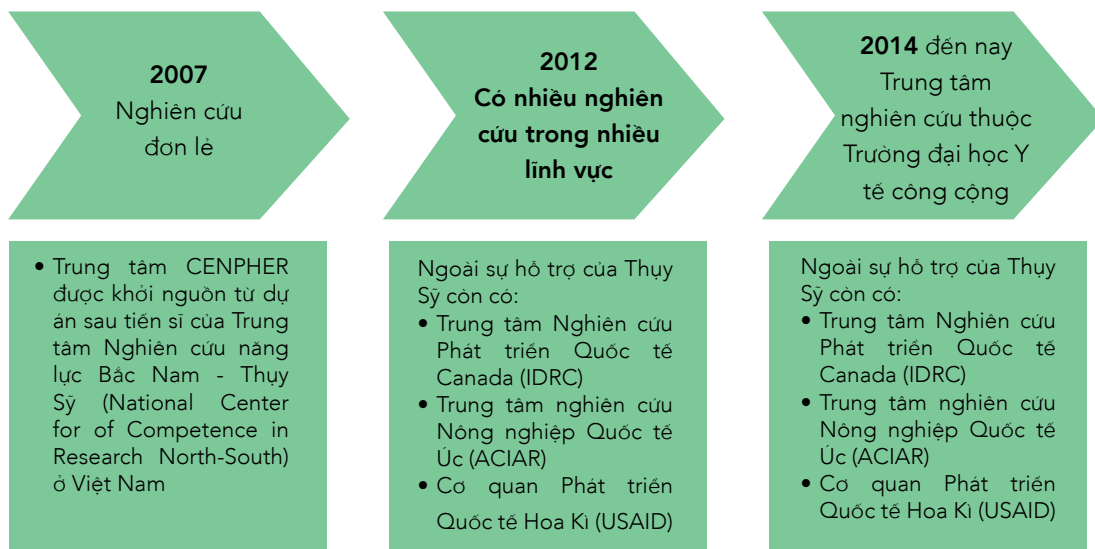 2007
Nghiên cứu
đơn lẻ
2012
Có nhiều nghiên
cứu trong nhiều
lĩnh vực
2014 đến nay
Trung tâm
nghiên cứu thuộc
Trường đại học Y
tế công cộng
• Trung tâm CENPHER
được khởi nguồn từ dự
án sau tiến sĩ của Trung
tâm Nghiên cứu năng
lực Bắc Nam - Thụy
Sỹ (National Center
for of Competence in
Research North-South)
ở Việt Nam
Ngoài sự hỗ trợ của Thụy
Sỹ còn có:
• Trung tâm Nghiên cứu
Phát triển Quốc tế
Canada (IDRC)
• Trung tâm nghiên cứu
Nông nghiệp Quốc tế
Úc (ACIAR)
• Cơ quan Phát triển
Quốc tế Hoa Kì (USAID)
Ngoài sự hỗ trợ của Thụy
Sỹ còn có:
• Trung tâm Nghiên cứu
Phát triển Quốc tế
Canada (IDRC)
• Trung tâm nghiên cứu
Nông nghiệp Quốc tế
Úc (ACIAR)
• Cơ quan Phát triển
Quốc tế Hoa Kì (USAID)